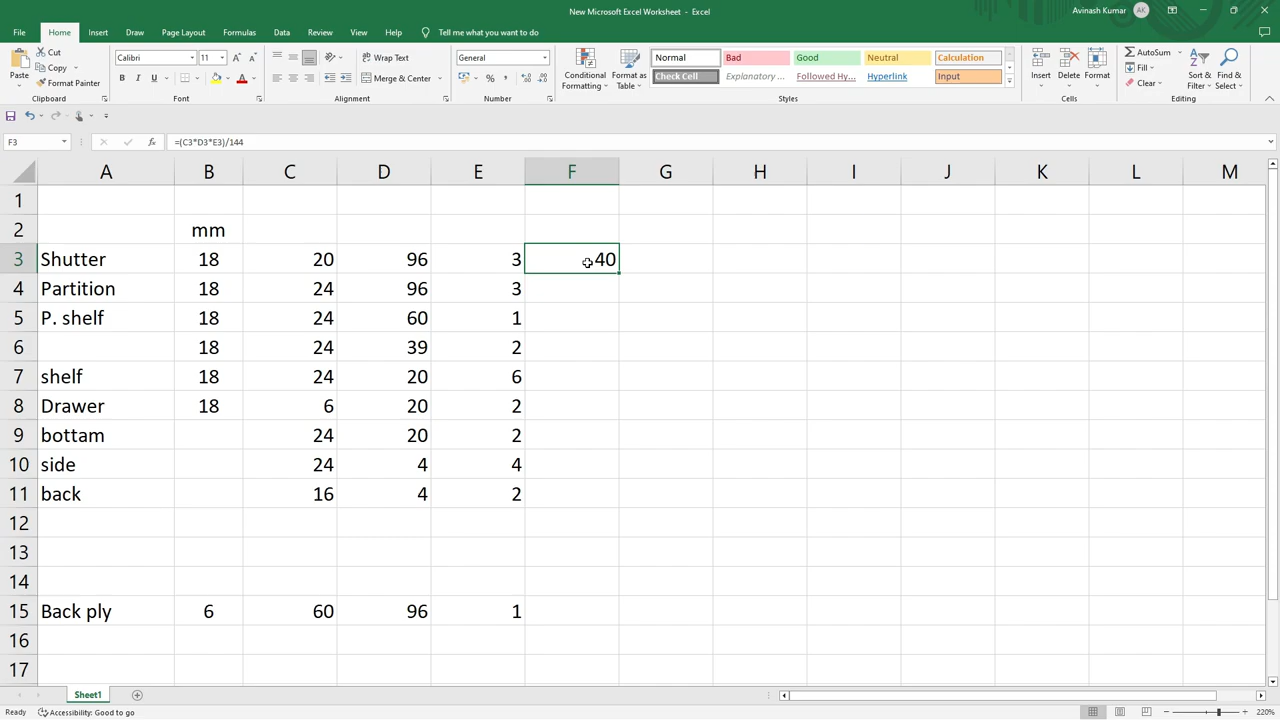 New Microsoft Excel Worksheet - Excel
Avinash Kumar AK
File Home Insert Draw Page Layout Formulas Data Review View Help Tell me what you want to do
Paste
Cut
Copy
Format Painter
Clipboard
Calibri 11
B I U
Font
Wrap Text
Merge & Center
Alignment
General
Number
Conditional Formatting
Format as Table
Normal Bad Good Neutral Calculation
Check Cell Explanatory ... Followed Hy... Hyperlink Input
Styles
Insert Delete Format
Cells
AutoSum
Fill
Clear
Sort & Filter
Find & Select
Editing
F3 fx =(C3*D3*E3)/144
A B C D E F G H I J K L M
1
2 mm
3 Shutter 18 20 96 3 40
4 Partition 18 24 96 3
5 P. shelf 18 24 60 1
6 18 24 39 2
7 shelf 18 24 20 6
8 Drawer 18 6 20 2
9 bottam 24 20 2
10 side 24 4 4
11 back 16 4 2
12
13
14
15 Back ply 6 60 96 1
16
17
Sheet1
Ready Accessibility: Good to go 220%